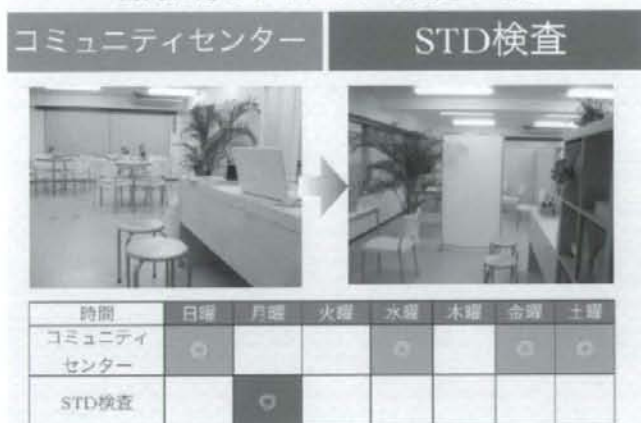 コミュニティセンター
STD検査
時間 日曜 月曜 火曜 水曜 木曜 金曜 土曜
コミュニティ
センター ◎ ◎ ◎ ◎
STD検査 ◎